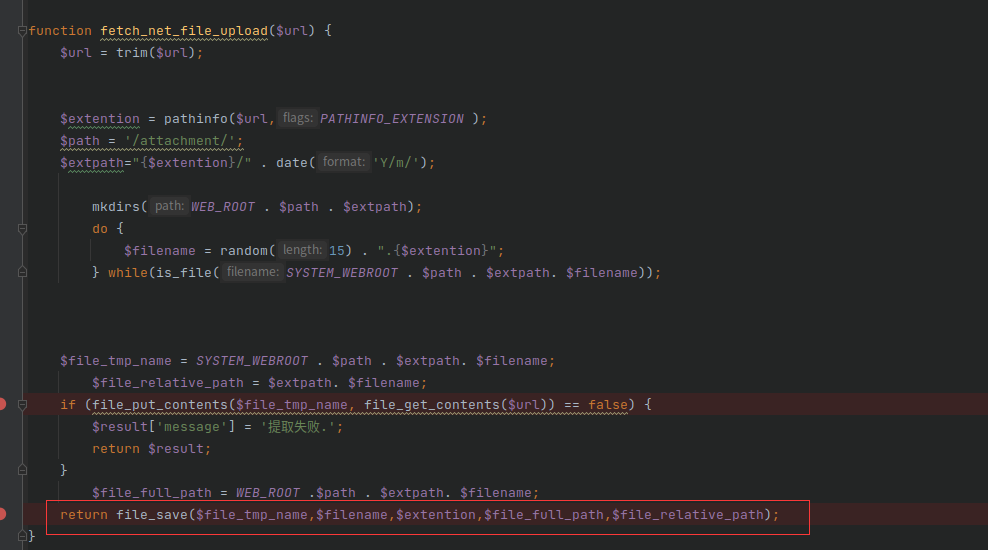 function fetch_net_file_upload($url) {
$url = trim($url);
$extention = pathinfo($url, flags: PATHINFO_EXTENSION );
$path = '/attachment/';
$extpath="{$extention}/" . date( format: 'Y/m/');
mkdirs( path: WEB_ROOT . $path . $extpath);
do {
$filename = random( length: 15) . ".{$extention}";
} while(is_file( filename: SYSTEM_WEBROOT . $path . $extpath. $filename));
$file_tmp_name = SYSTEM_WEBROOT . $path . $extpath. $filename;
$file_relative_path = $extpath. $filename;
if (file_put_contents($file_tmp_name, file_get_contents($url)) == false) {
$result['message'] = '提取失败.';
return $result;
}
$file_full_path = WEB_ROOT .$path . $extpath. $filename;
return file_save($file_tmp_name,$filename,$extention,$file_full_path,$file_relative_path);
}